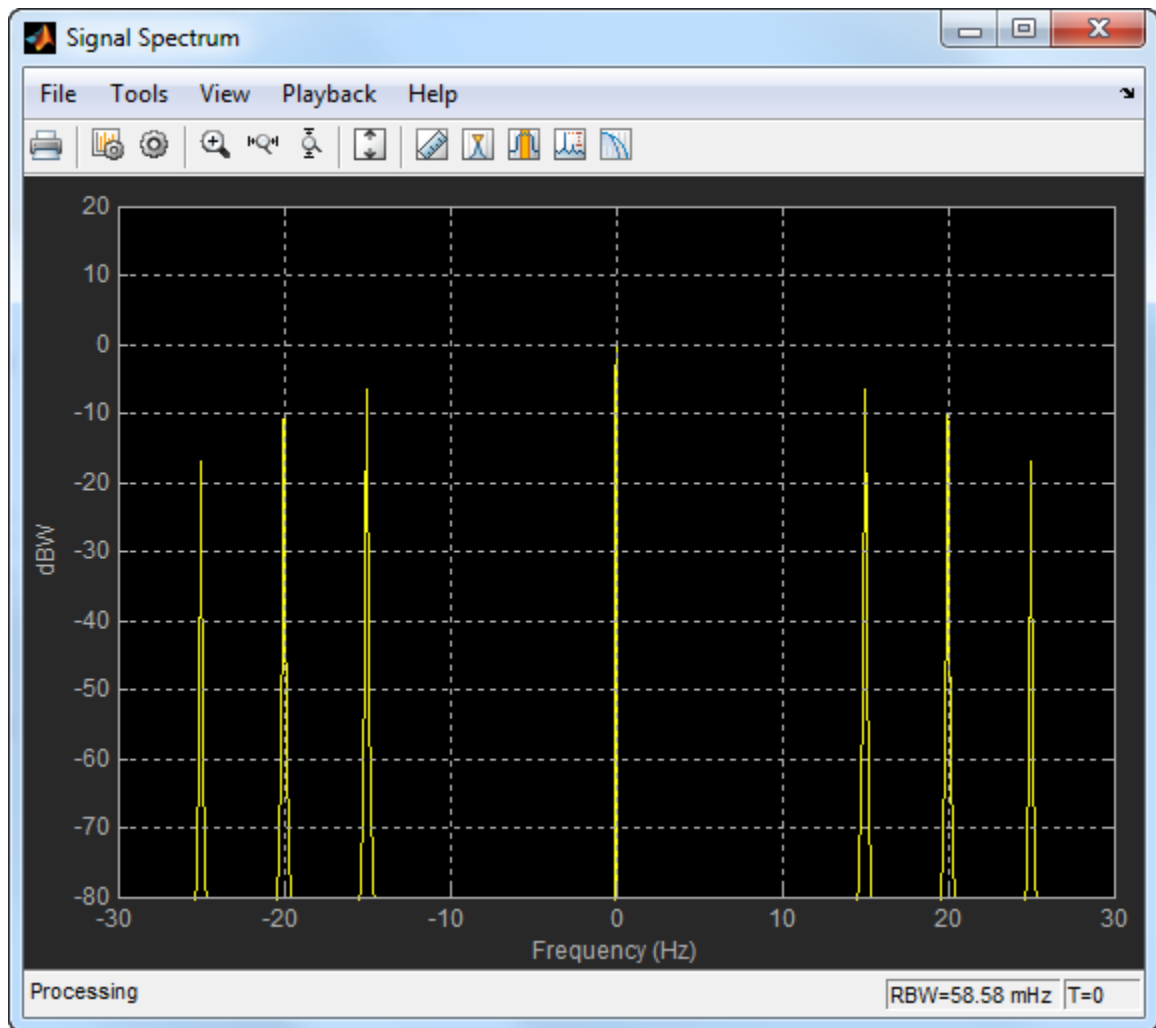 Signal Spectrum
File Tools View Playback Help
20
10
0
-10
-20
-30
-40
-50
-60
-70
-80
dBW
-30 -20 -10 0 10 20 30
Frequency (Hz)
Processing RBW=58.58 mHz T=0